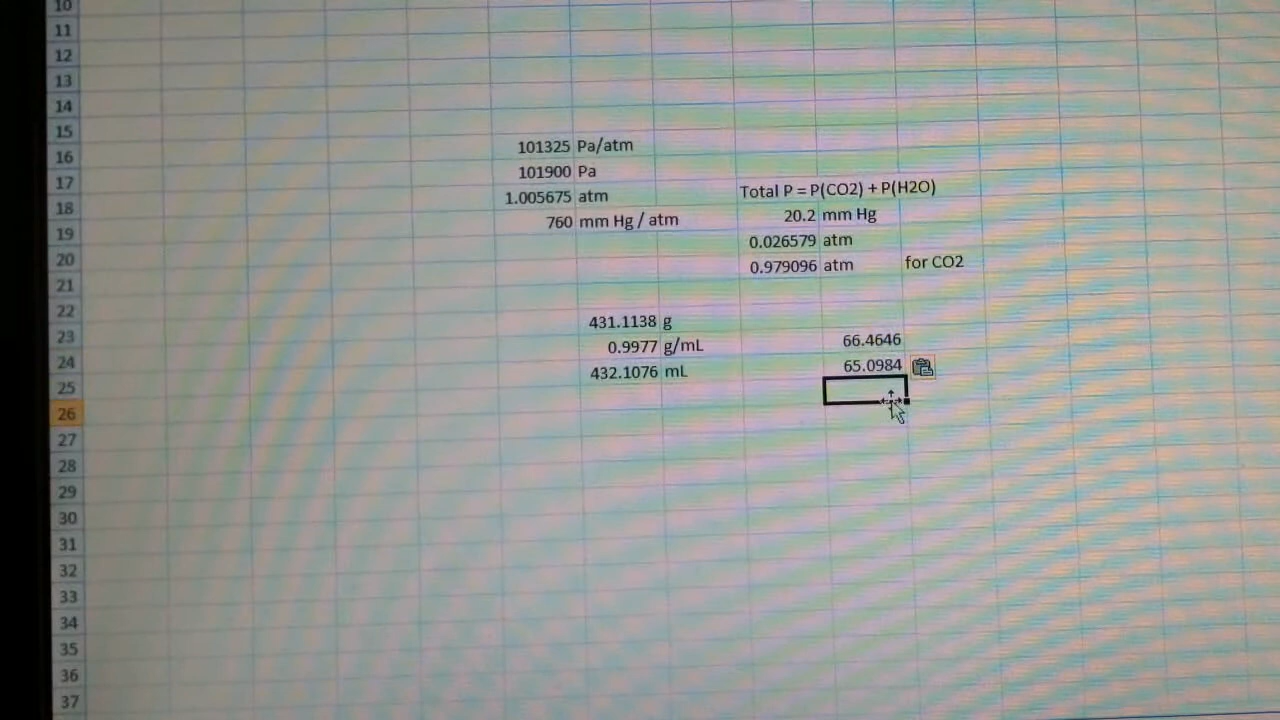 10
11
12
13
14
15
16 101325 Pa/atm
17 101900 Pa
18 1.005675 atm Total P = P(CO2) + P(H2O)
19 760 mm Hg / atm 20.2 mm Hg
20 0.026579 atm
21 0.979096 atm for CO2
22
23 431.1138 g
24 0.9977 g/mL 66.4646
25 432.1076 mL 65.0984
26
27
28
29
30
31
32
33
34
35
36
37